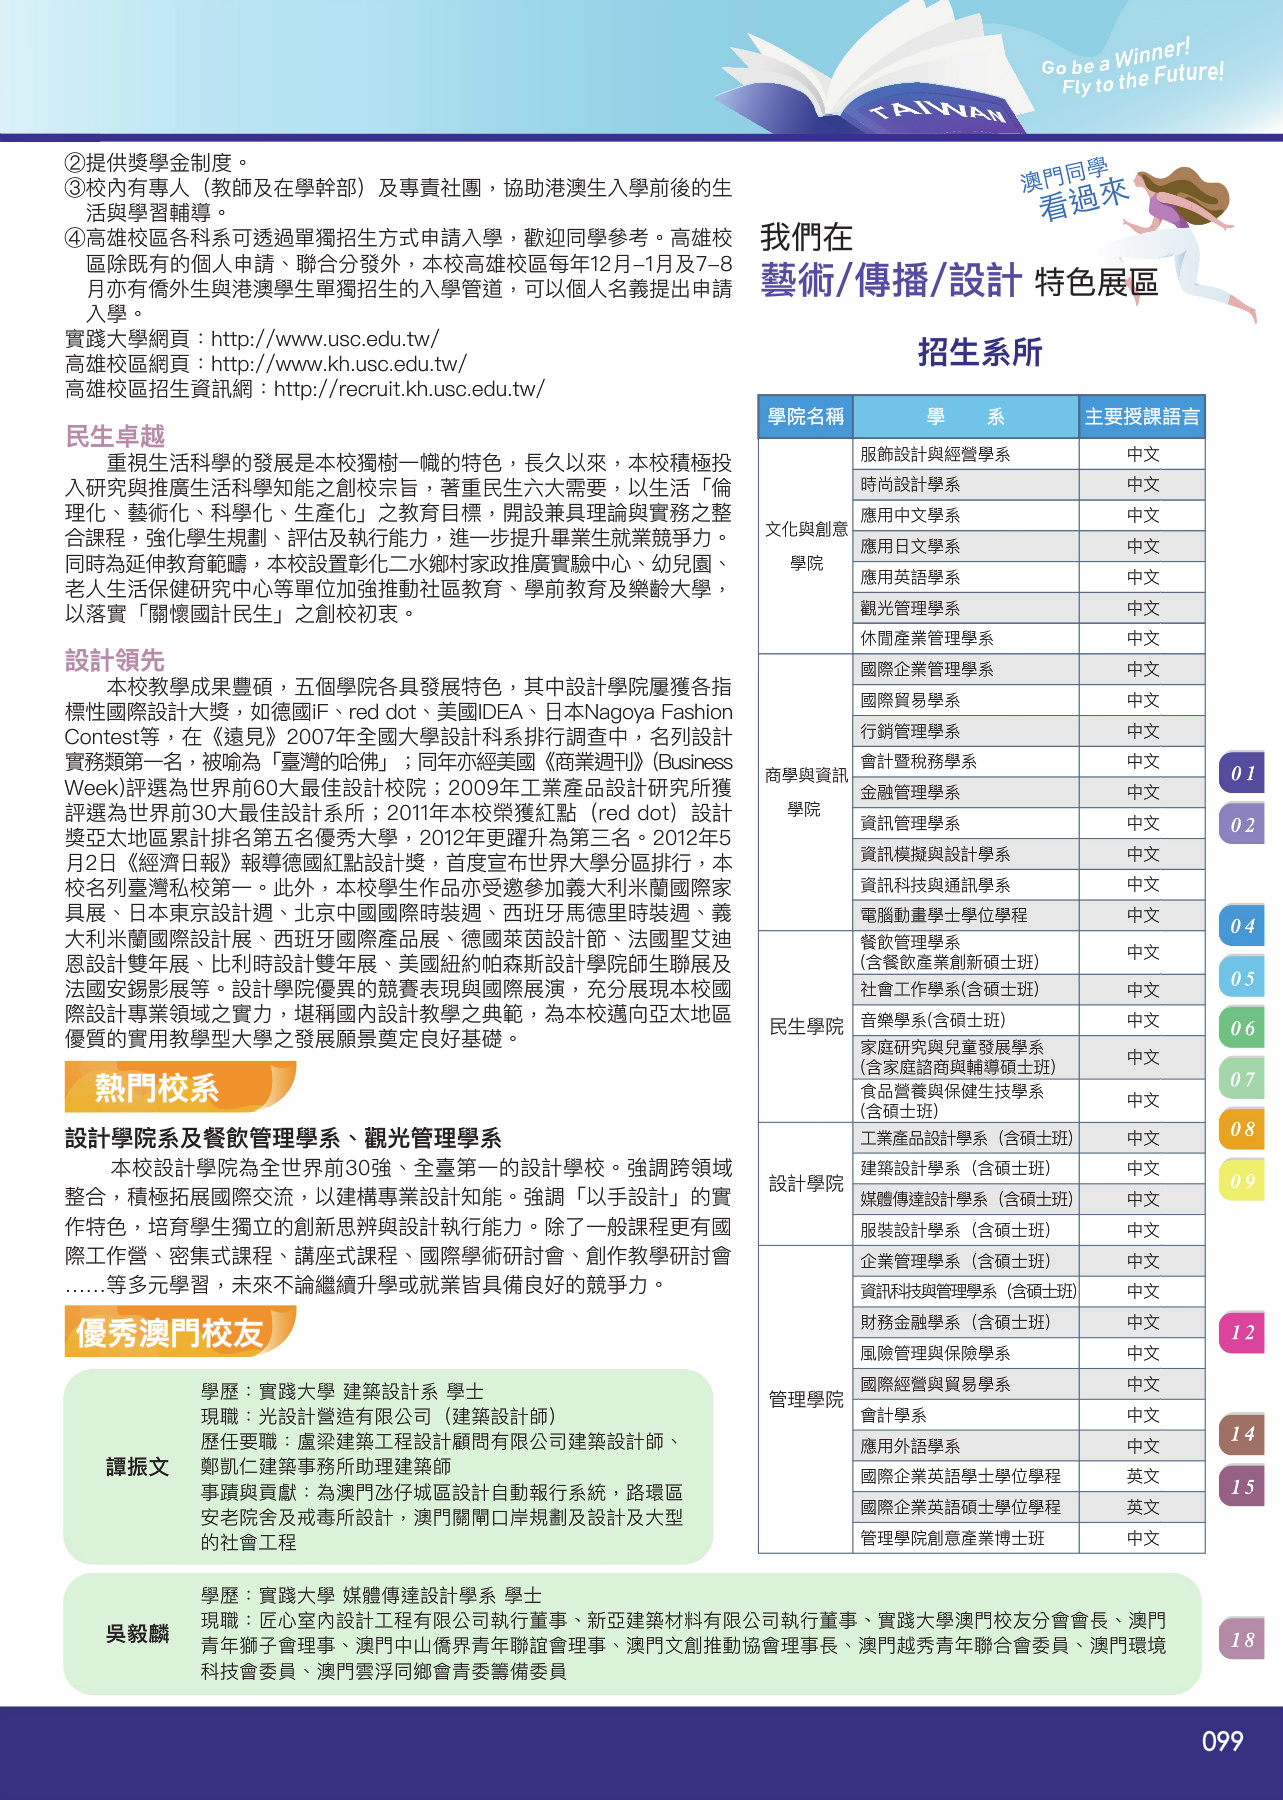 Go be a Winner!
Fly to the Future!
TAIWAN
②提供獎學金制度。
③校內有專人（教師及在學幹部）及專責社團，協助港澳生入學前後的生
活與學習輔導。
④高雄校區各科系可透過單獨招生方式申請入學，歡迎同學參考。高雄校
區除既有的個人申請、聯合分發外，本校高雄校區每年12月–1月及7–8
月亦有僑外生與港澳學生單獨招生的入學管道，可以個人名義提出申請
入學。
實踐大學網頁：http://www.usc.edu.tw/
高雄校區網頁：http://www.kh.usc.edu.tw/
高雄校區招生資訊網：http://recruit.kh.usc.edu.tw/
民生卓越
重視生活科學的發展是本校獨樹一幟的特色，長久以來，本校積極投
入研究與推廣生活科學知能之創校宗旨，著重民生六大需要，以生活「倫
理化、藝術化、科學化、生產化」之教育目標，開設兼具理論與實務之整
合課程，強化學生規劃、評估及執行能力，進一步提升畢業生就業競爭力。
同時為延伸教育範疇，本校設置彰化二水鄉村家政推廣實驗中心、幼兒園、
老人生活保健研究中心等單位加強推動社區教育、學前教育及樂齡大學，
以落實「關懷國計民生」之創校初衷。
設計領先
本校教學成果豐碩，五個學院各具發展特色，其中設計學院屢獲各指
標性國際設計大獎，如德國iF、red dot、美國IDEA、日本Nagoya Fashion
Contest等，在《遠見》2007年全國大學設計科系排行調查中，名列設計
實務類第一名，被喻為「臺灣的哈佛」；同年亦經美國《商業週刊》(Business
Week)評選為世界前60大最佳設計校院；2009年工業產品設計研究所獲
評選為世界前30大最佳設計系所；2011年本校榮獲紅點（red dot）設計
獎亞太地區累計排名第五名優秀大學，2012年更躍升為第三名。2012年5
月2日《經濟日報》報導德國紅點設計獎，首度宣布世界大學分區排行，本
校名列臺灣私校第一。此外，本校學生作品亦受邀參加義大利米蘭國際家
具展、日本東京設計週、北京中國國際時裝週、西班牙馬德里時裝週、義
大利米蘭國際設計展、西班牙國際產品展、德國萊茵設計節、法國聖艾迪
恩設計雙年展、比利時設計雙年展、美國紐約帕森斯設計學院師生聯展及
法國安錫影展等。設計學院優異的競賽表現與國際展演，充分展現本校國
際設計專業領域之實力，堪稱國內設計教學之典範，為本校邁向亞太地區
優質的實用教學型大學之發展願景奠定良好基礎。
熱門校系
設計學院系及餐飲管理學系、觀光管理學系
本校設計學院為全世界前30強、全臺第一的設計學校。強調跨領域
整合，積極拓展國際交流，以建構專業設計知能。強調「以手設計」的實
作特色，培育學生獨立的創新思辨與設計執行能力。除了一般課程更有國
際工作營、密集式課程、講座式課程、國際學術研討會、創作教學研討會
……等多元學習，未來不論繼續升學或就業皆具備良好的競爭力。
優秀澳門校友
譚振文
學歷：實踐大學 建築設計系 學士
現職：光設計營造有限公司（建築設計師）
歷任要職：盧梁建築工程設計顧問有限公司建築設計師、
鄭凱仁建築事務所助理建築師
事蹟與貢獻：為澳門氹仔城區設計自動報行系統，路環區
安老院舍及戒毒所設計，澳門關閘口岸規劃及設計及大型
的社會工程
吳毅麟
學歷：實踐大學 媒體傳達設計學系 學士
現職：匠心室內設計工程有限公司執行董事、新亞建築材料有限公司執行董事、實踐大學澳門校友分會會長、澳門
青年獅子會理事、澳門中山僑界青年聯誼會理事、澳門文創推動協會理事長、澳門越秀青年聯合會委員、澳門環境
科技會委員、澳門雲浮同鄉會青委籌備委員
澳門同學
看過來
我們在
藝術/傳播/設計 特色展區
招生系所
學院名稱 學 系 主要授課語言
文化與創意
學院
服飾設計與經營學系 中文
時尚設計學系 中文
應用中文學系 中文
應用日文學系 中文
應用英語學系 中文
觀光管理學系 中文
休閒產業管理學系 中文
商學與資訊
學院
國際企業管理學系 中文
國際貿易學系 中文
行銷管理學系 中文
會計暨稅務學系 中文
金融管理學系 中文
資訊管理學系 中文
資訊模擬與設計學系 中文
資訊科技與通訊學系 中文
電腦動畫學士學位學程 中文
民生學院
餐飲管理學系
(含餐飲產業創新碩士班) 中文
社會工作學系(含碩士班) 中文
音樂學系(含碩士班) 中文
家庭研究與兒童發展學系
(含家庭諮商與輔導碩士班) 中文
食品營養與保健生技學系
(含碩士班) 中文
設計學院
工業產品設計學系（含碩士班） 中文
建築設計學系（含碩士班） 中文
媒體傳達設計學系（含碩士班） 中文
服裝設計學系（含碩士班） 中文
管理學院
企業管理學系（含碩士班） 中文
資訊科技與管理學系（含碩士班） 中文
財務金融學系（含碩士班） 中文
風險管理與保險學系 中文
國際經營與貿易學系 中文
會計學系 中文
應用外語學系 中文
國際企業英語學士學位學程 英文
國際企業英語碩士學位學程 英文
管理學院創意產業博士班 中文
01
02
04
05
06
07
08
09
12
14
15
18
099